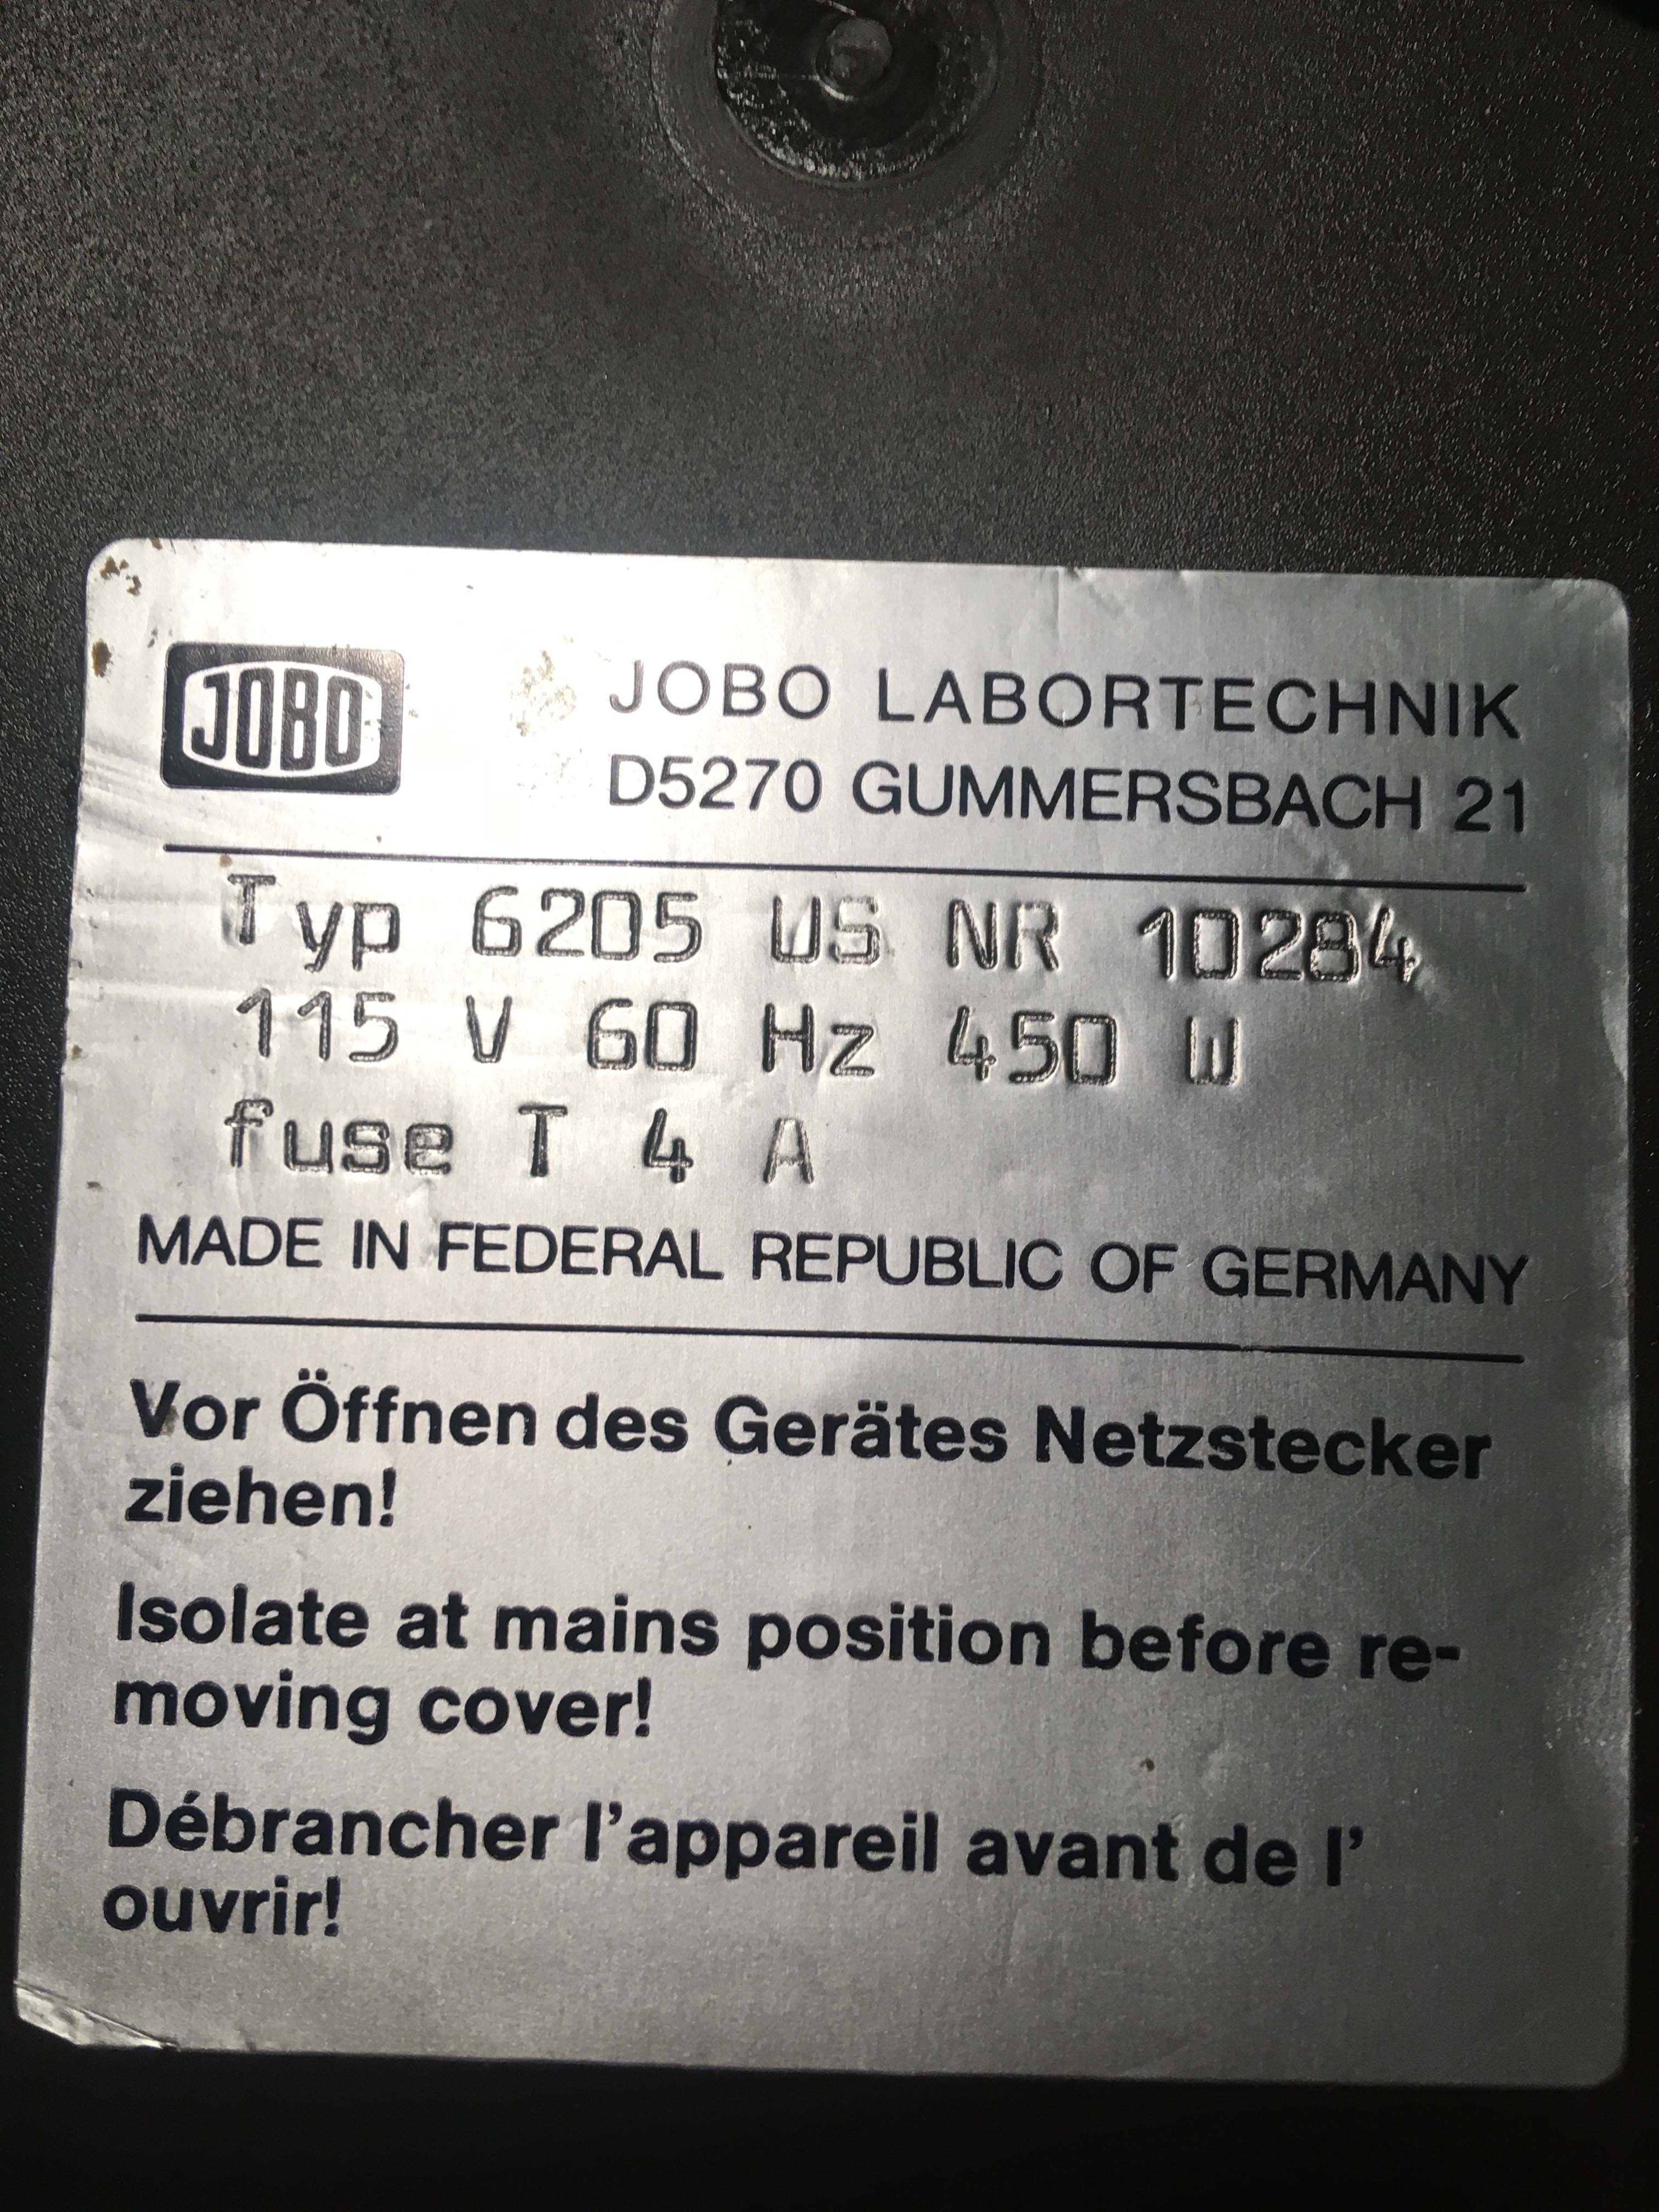 JOBO
JOBO LABORTECHNIK
D5270 GUMMERSBACH 21
Typ 6205 US NR 10284
115 V 60 Hz 450 W
fuse T 4 A
MADE IN FEDERAL REPUBLIC OF GERMANY
Vor Öffnen des Gerätes Netzstecker
ziehen!
Isolate at mains position before re-
moving cover!
Débrancher l'appareil avant de l'
ouvrir!